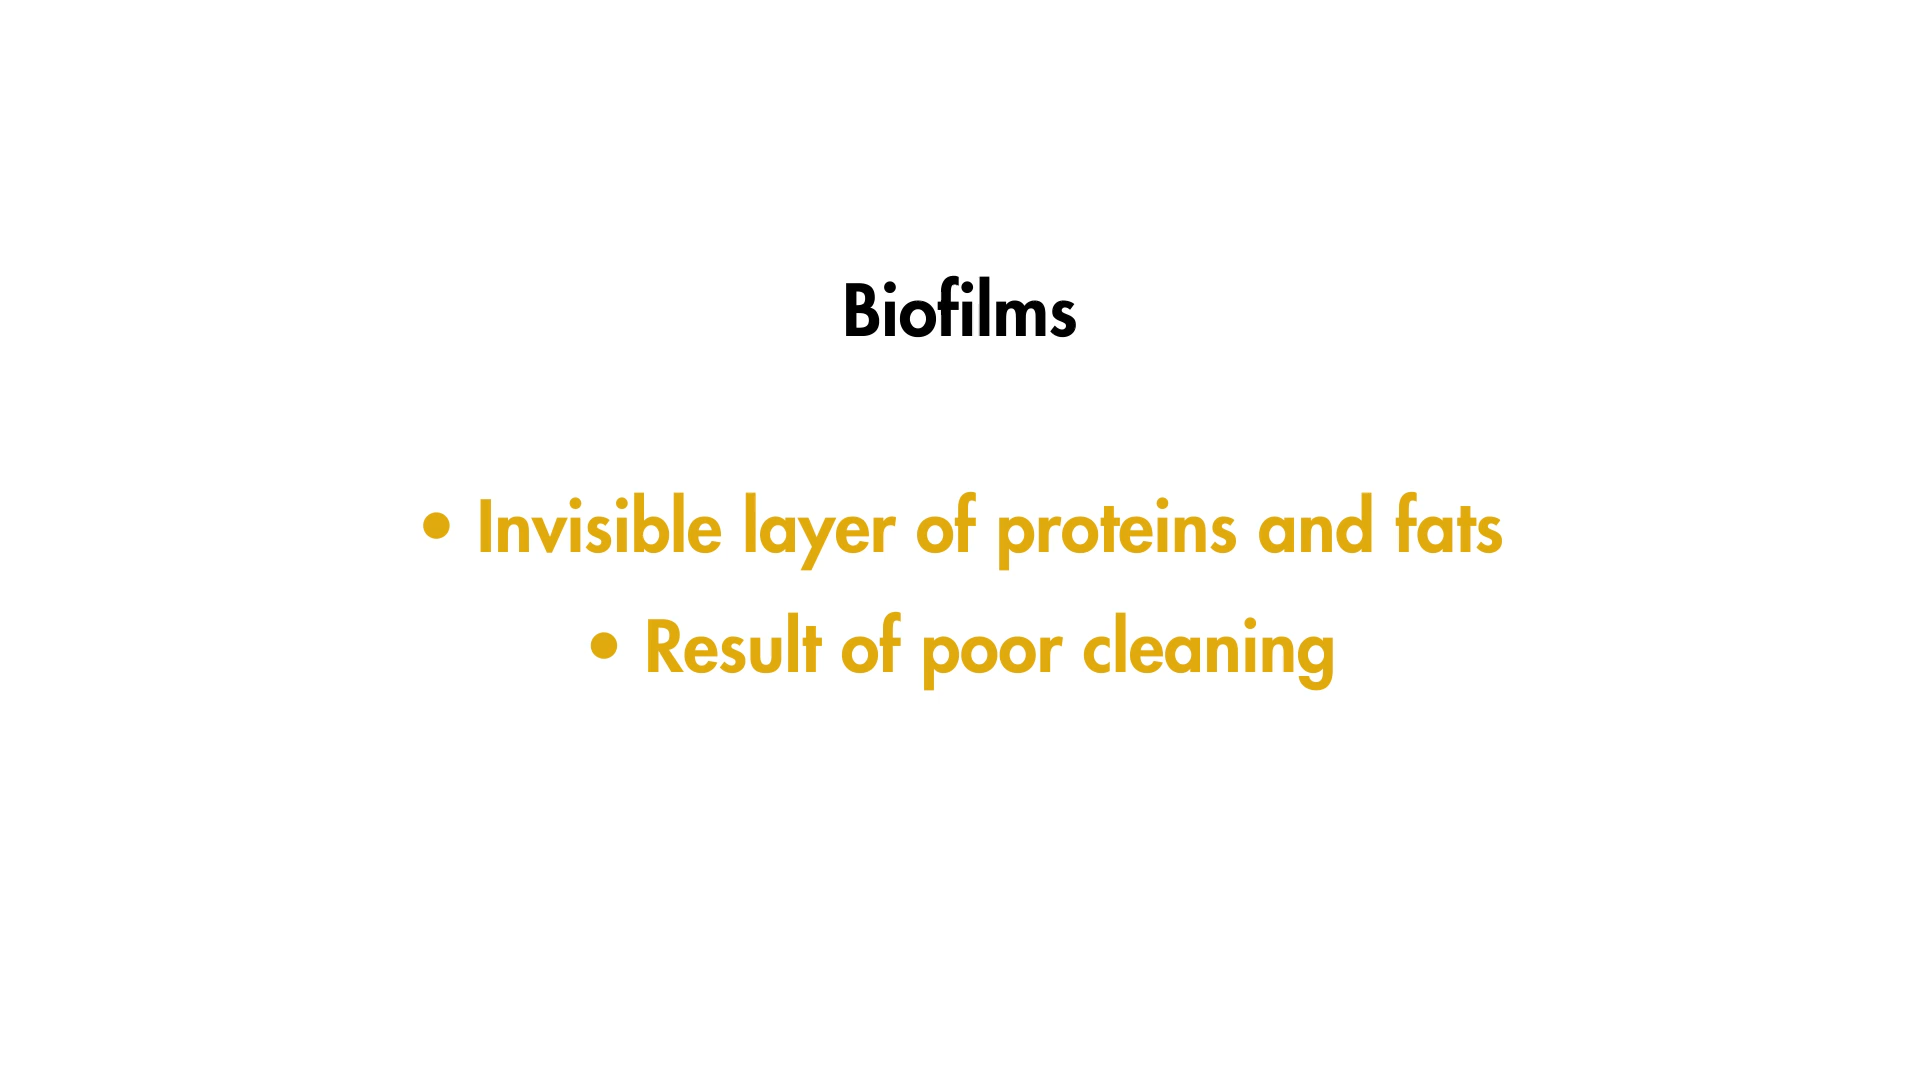 Biofilms
• Invisible layer of proteins and fats
• Result of poor cleaning